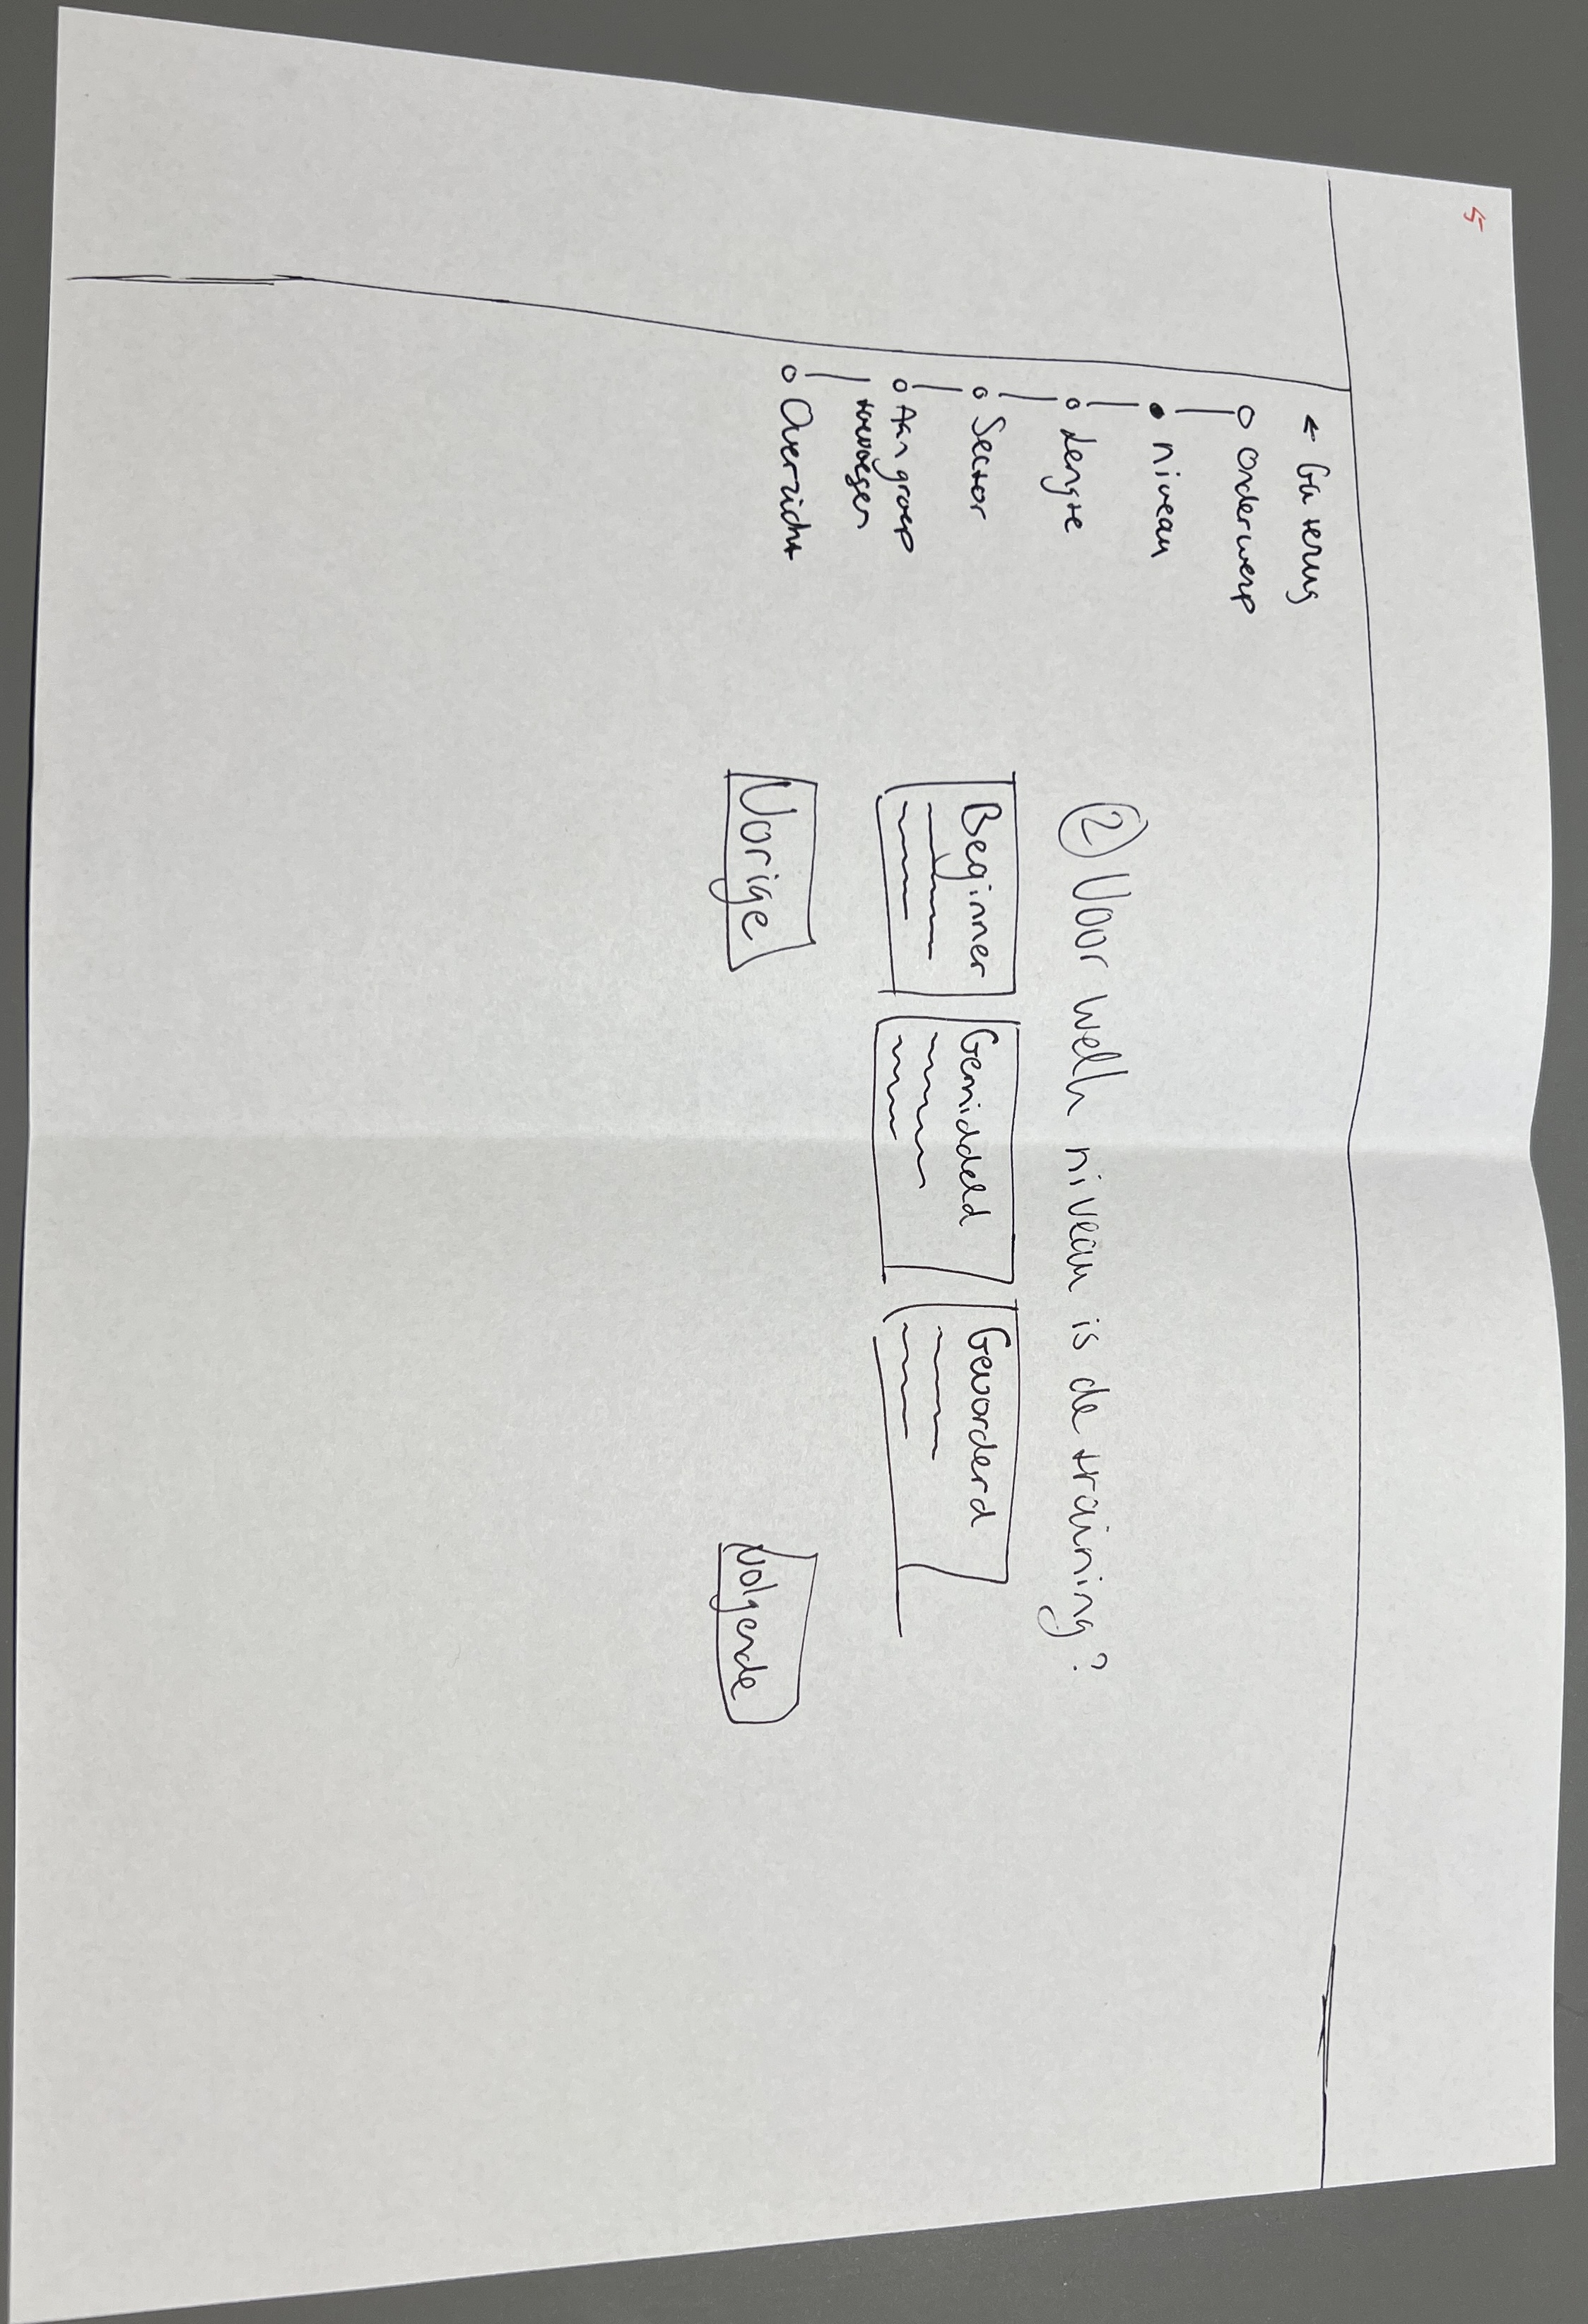 5
← Ga terug
Onderwerp
niveau
Lengte
Sector
Aan groep
toevoegen
Overzicht
② Voor welk niveau is de training?
Beginner
Gemiddeld
Gevorderd
Vorige
Volgende